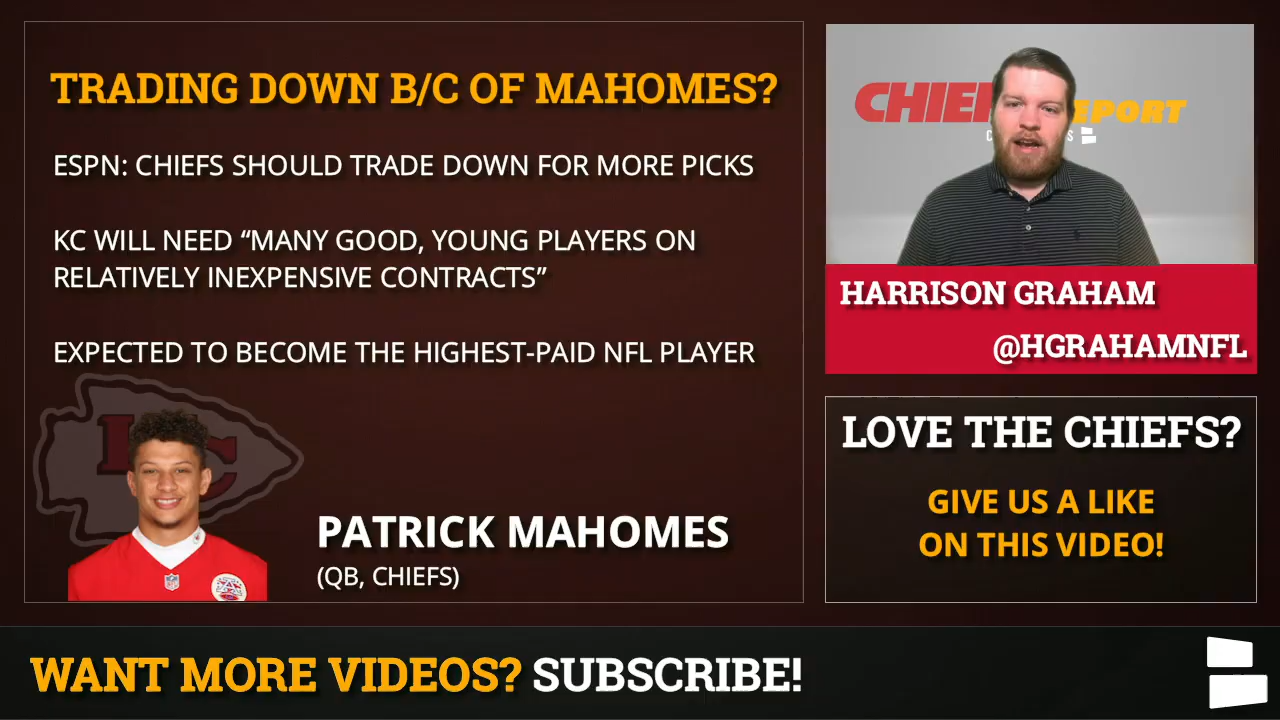 TRADING DOWN B/C OF MAHOMES?
ESPN: CHIEFS SHOULD TRADE DOWN FOR MORE PICKS
KC WILL NEED “MANY GOOD, YOUNG PLAYERS ON
RELATIVELY INEXPENSIVE CONTRACTS”
EXPECTED TO BECOME THE HIGHEST-PAID NFL PLAYER
KC
PATRICK MAHOMES
(QB, CHIEFS)
HARRISON GRAHAM
@HGRAHAMNFL
LOVE THE CHIEFS?
GIVE US A LIKE
ON THIS VIDEO!
WANT MORE VIDEOS? SUBSCRIBE!